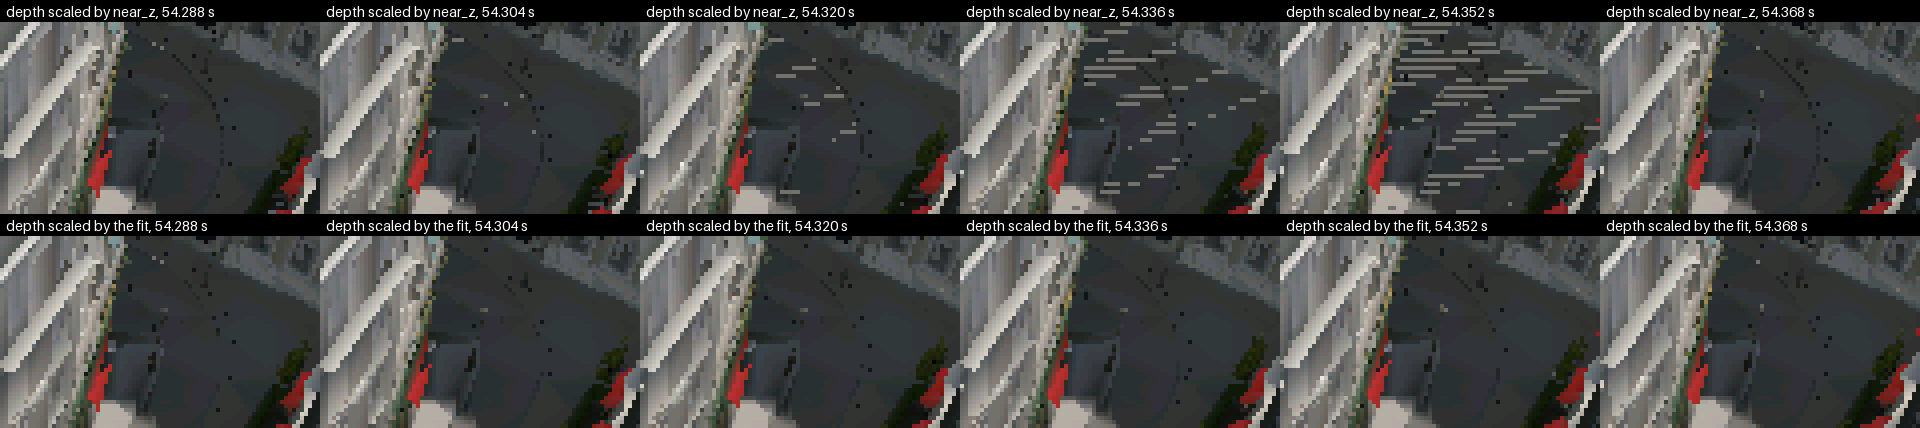 depth scaled by near_z, 54.288 s
depth scaled by near_z, 54.304 s
depth scaled by near_z, 54.320 s
depth scaled by near_z, 54.336 s
depth scaled by near_z, 54.352 s
depth scaled by near_z, 54.368 s
depth scaled by the fit, 54.288 s
depth scaled by the fit, 54.304 s
depth scaled by the fit, 54.320 s
depth scaled by the fit, 54.336 s
depth scaled by the fit, 54.352 s
depth scaled by the fit, 54.368 s